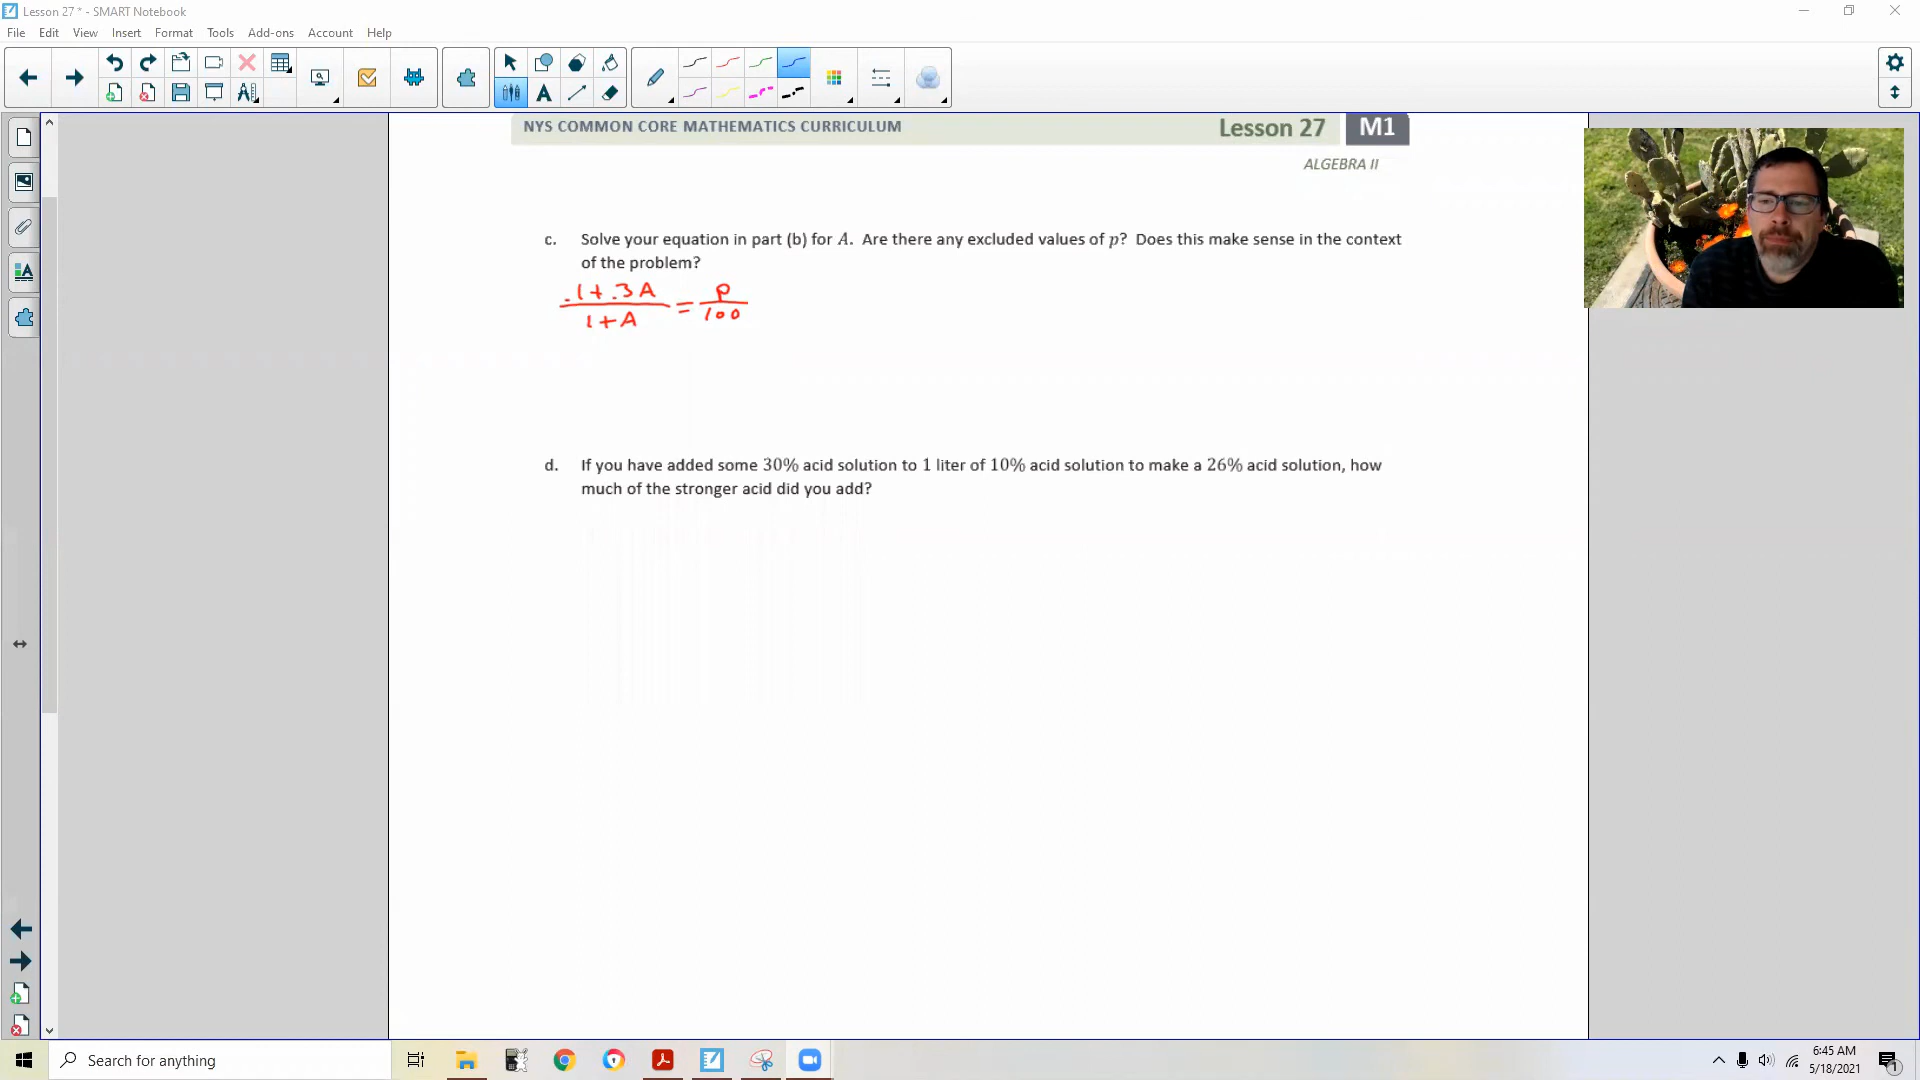 Lesson 27 * - SMART Notebook
File Edit View Insert Format Tools Add-ons Account Help
NYS COMMON CORE MATHEMATICS CURRICULUM Lesson 27 M1
ALGEBRA II
c. Solve your equation in part (b) for A. Are there any excluded values of p? Does this make sense in the context
of the problem?
.1 + .3A / 1 + A = P / 100
d. If you have added some 30% acid solution to 1 liter of 10% acid solution to make a 26% acid solution, how
much of the stronger acid did you add?
Search for anything
6:45 AM
5/18/2021
1